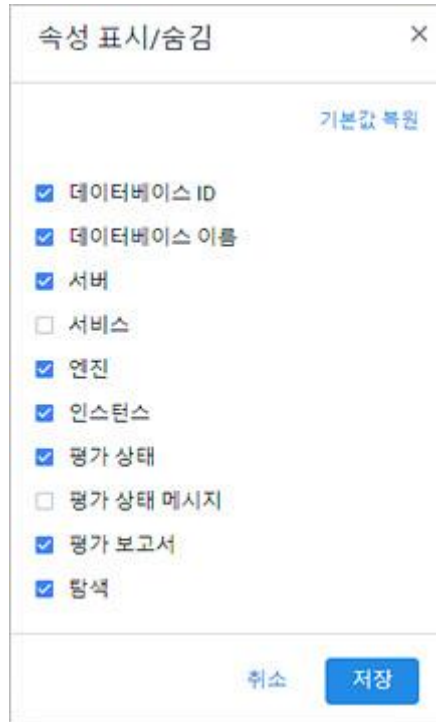 속성 표시/숨김
기본값 복원
데이터베이스 ID
데이터베이스 이름
서버
서비스
엔진
인스턴스
평가 상태
평가 상태 메시지
평가 보고서
탐색
취소
저장